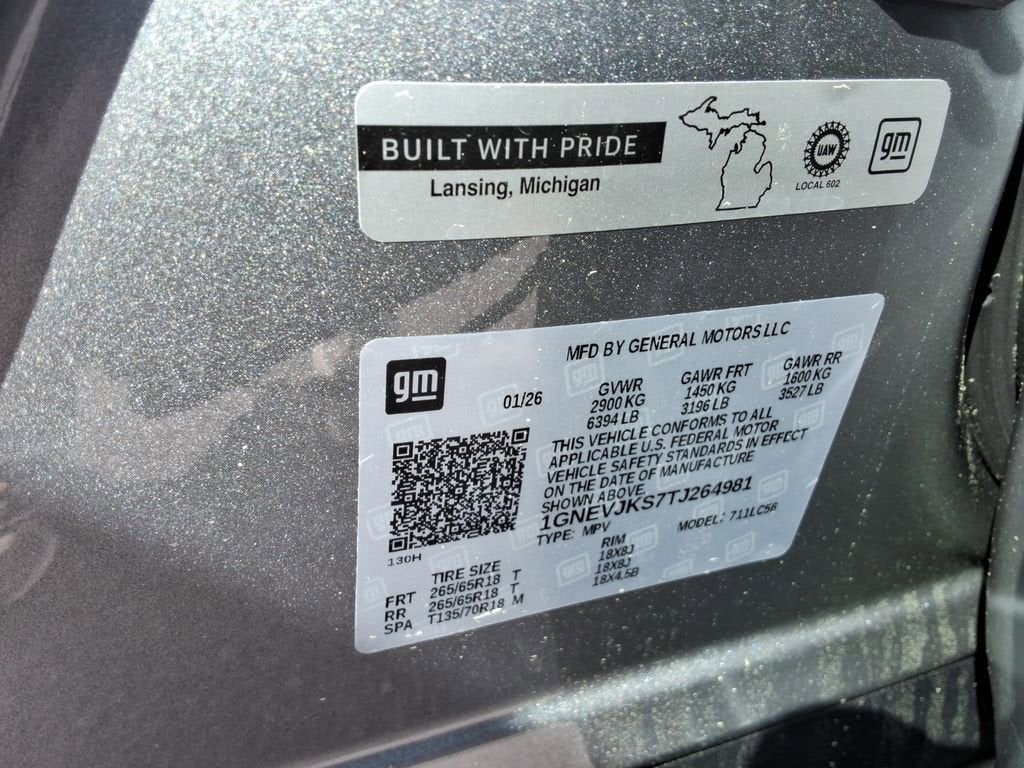 BUILT WITH PRIDE
Lansing, Michigan
UAW
LOCAL 602
gm
MFD BY GENERAL MOTORS LLC
gm
01/26
GVWR
2900 KG
6394 LB
GAWR FRT
1450 KG
3196 LB
GAWR RR
1600 KG
3527 LB
THIS VEHICLE CONFORMS TO ALL
APPLICABLE U.S. FEDERAL MOTOR
VEHICLE SAFETY STANDARDS IN EFFECT
ON THE DATE OF MANUFACTURE
SHOWN ABOVE.
1GNEVJKS7TJ264981
TYPE: MPV MODEL: 711LC56
130H
TIRE SIZE RIM
FRT 265/65R18 T 18X8J
RR 265/65R18 T 18X8J
SPA T135/70R18 M 18X4.5B